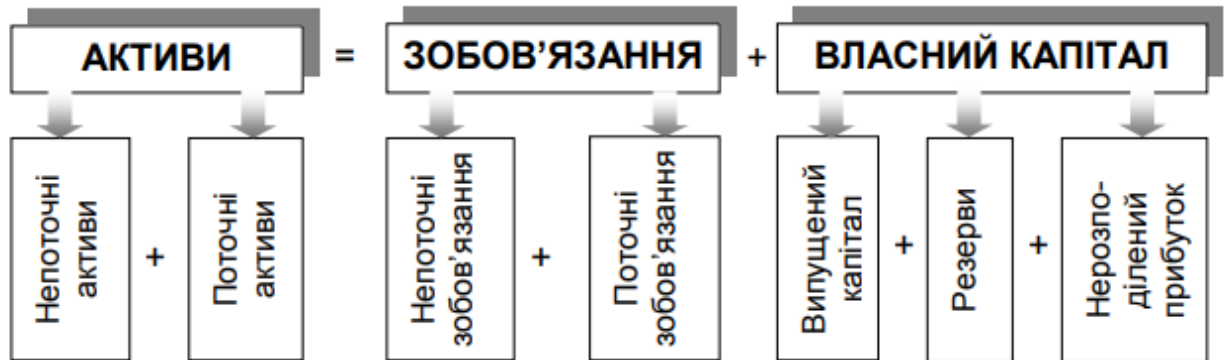 АКТИВИ = ЗОБОВ’ЯЗАННЯ + ВЛАСНИЙ КАПІТАЛ
Непоточні
активи
+
Поточні
активи
Непоточні
зобов’язання
+
Поточні
зобов’язання
Випущений
капітал
+
Резерви
+
Нерозпо-
ділений
прибуток